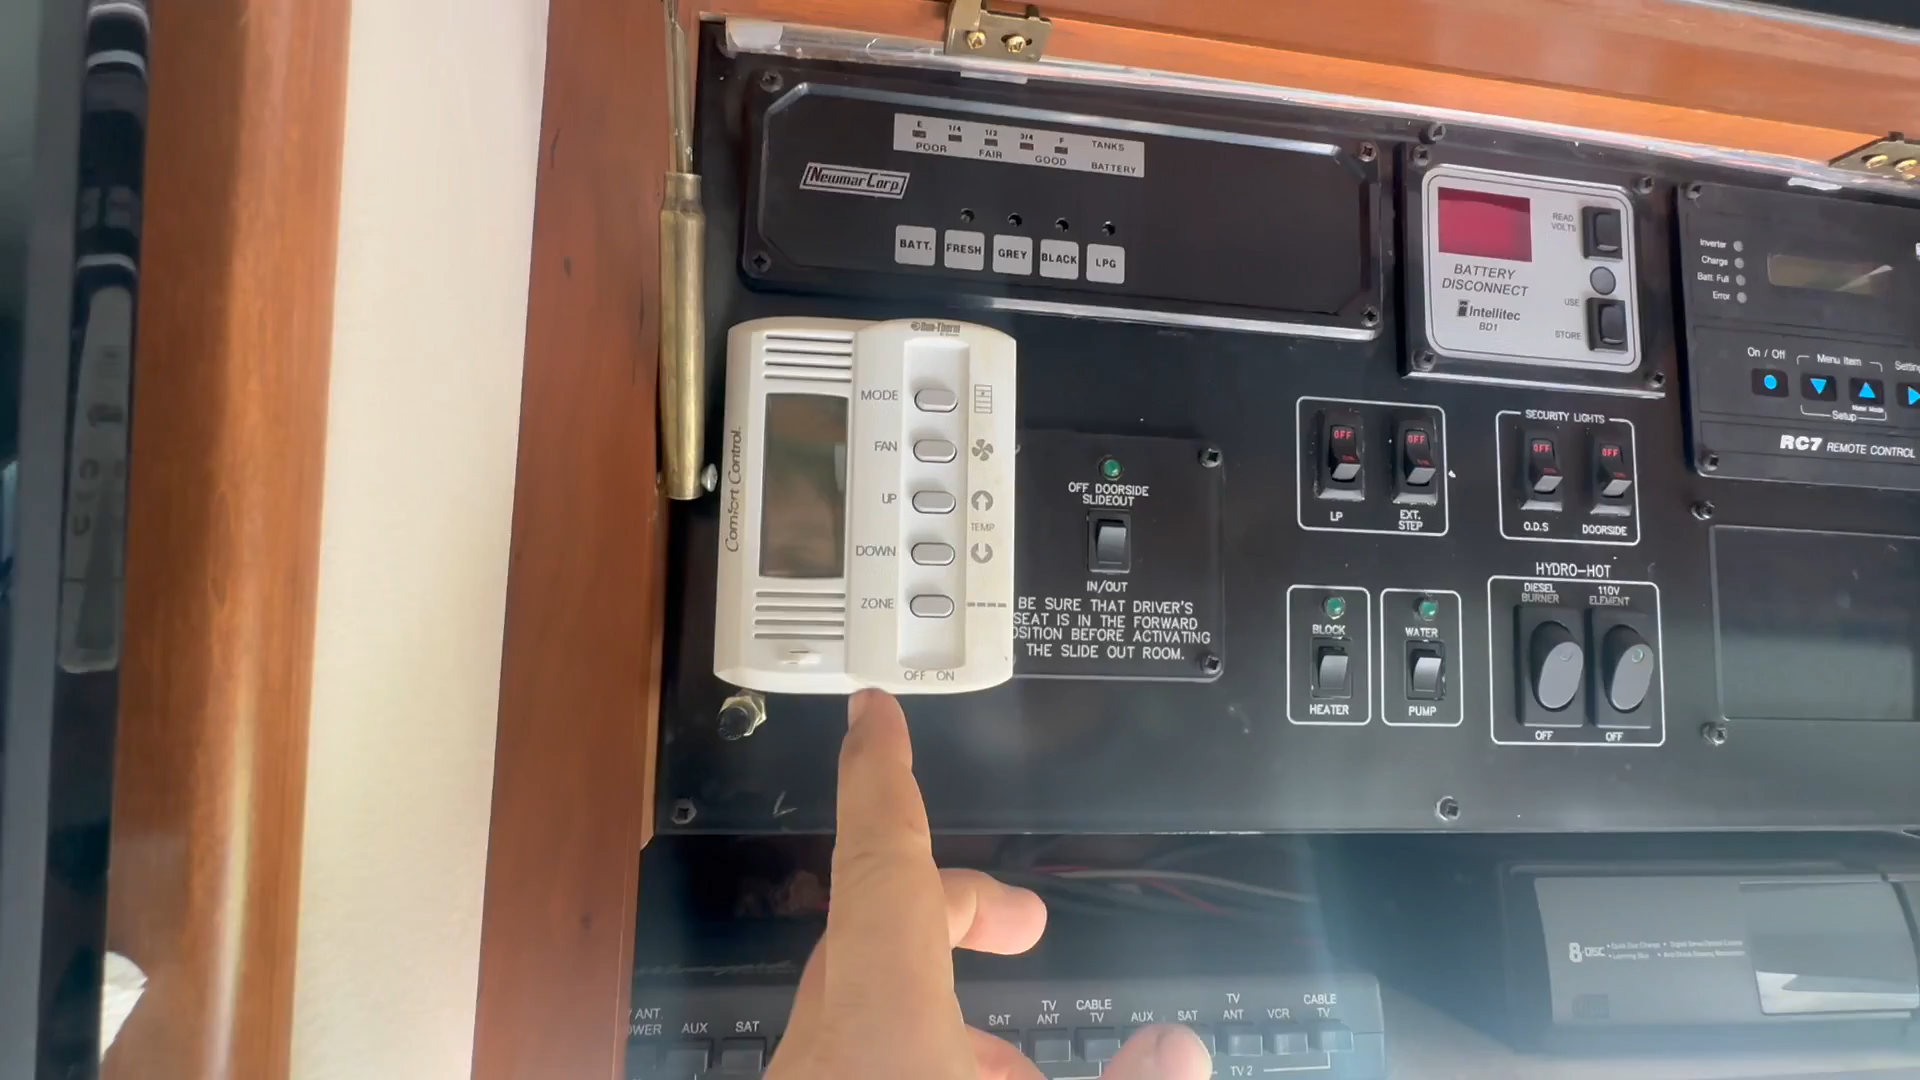 E 1/4 1/2 3/4 F TANKS
POOR FAIR GOOD BATTERY
NewmarCorp
BATT. FRESH GREY BLACK LPG
READ
VOLTS
BATTERY
DISCONNECT
Intellitec
BD1
USE
STORE
Inverter
Charge
Batt Full
Error
On / Off
Menu Item
Setup
RC7 REMOTE CONTROL
Duo-Therm
Comfort Control
MODE
FAN
UP
TEMP
DOWN
ZONE
OFF ON
OFF DOORSIDE
SLIDEOUT
IN/OUT
BE SURE THAT DRIVER'S
SEAT IS IN THE FORWARD
OSITION BEFORE ACTIVATING
THE SLIDE OUT ROOM.
OFF OFF
LP
EXT.
STEP
SECURITY LIGHTS
OFF OFF
O.D.S DOORSIDE
BLOCK
HEATER
WATER
PUMP
HYDRO-HOT
DIESEL
BURNER
110V
ELEMENT
OFF OFF
8-DISC
ANT.
AUX SAT
SAT
TV
ANT
CABLE
TV
AUX
SAT
TV
ANT
VCR
CABLE
TV
TV 2